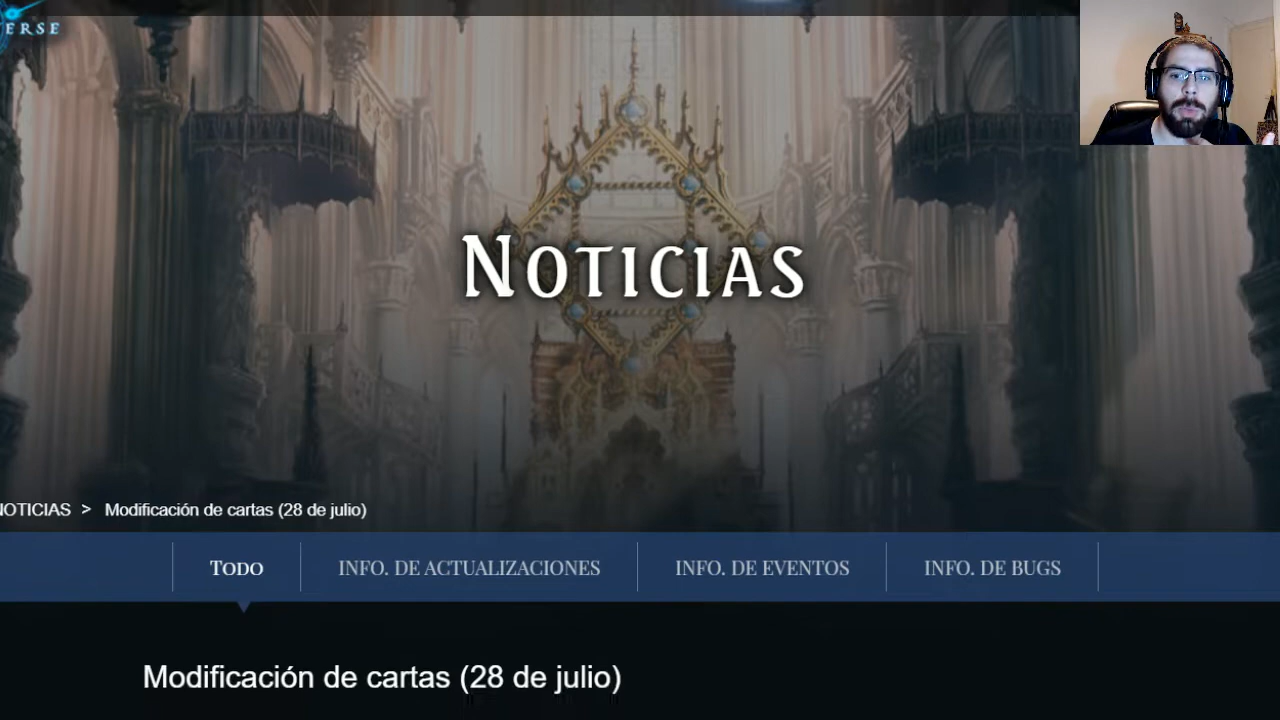 ERSE
NOTICIAS
NOTICIAS > Modificación de cartas (28 de julio)
TODO
INFO. DE ACTUALIZACIONES
INFO. DE EVENTOS
INFO. DE BUGS
Modificación de cartas (28 de julio)